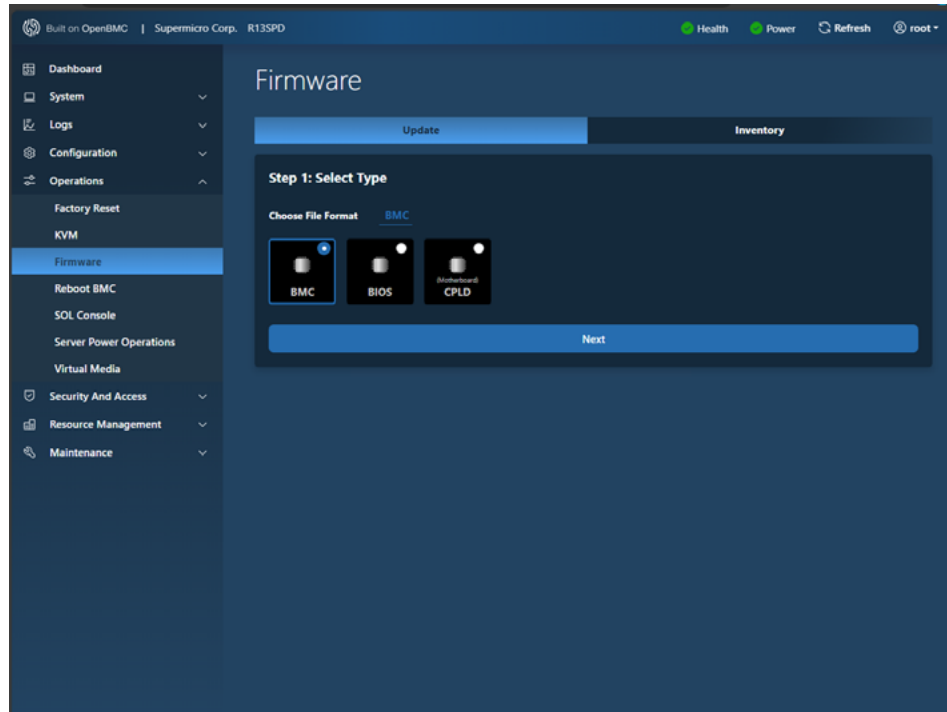 Built on OpenBMC | Supermicro Corp. R13SPD Health Power Refresh root
Dashboard
System
Logs
Configuration
Operations
Factory Reset
KVM
Firmware
Reboot BMC
SOL Console
Server Power Operations
Virtual Media
Security And Access
Resource Management
Maintenance
Firmware
Update Inventory
Step 1: Select Type
Choose File Format BMC
BMC
BIOS
(Motherboard)
CPLD
Next